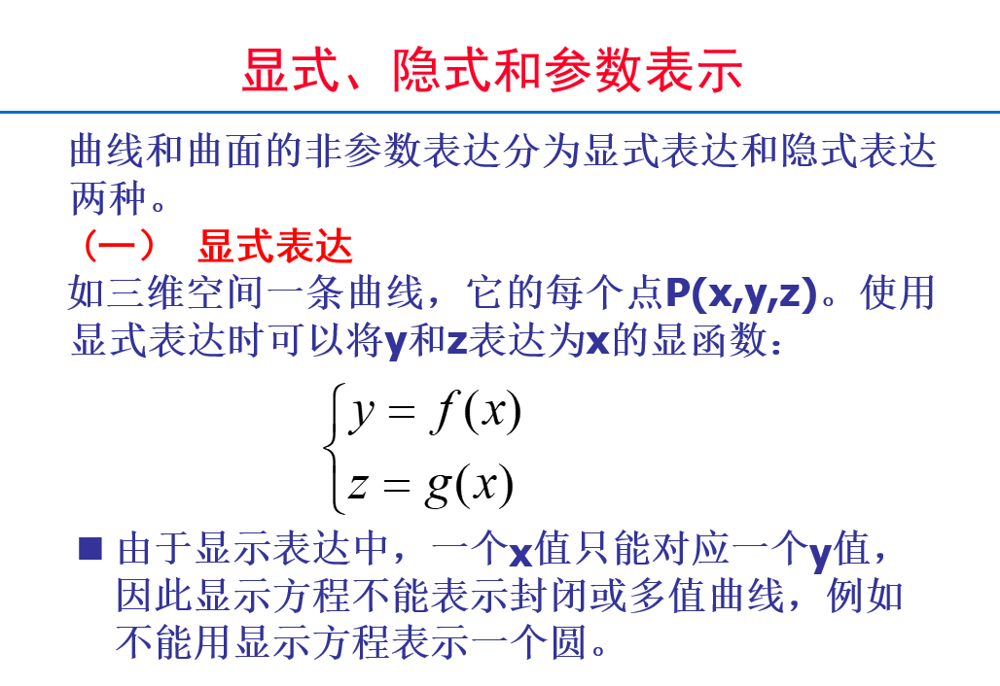 显式、隐式和参数表示
曲线和曲面的非参数表达分为显式表达和隐式表达
两种。
(一) 显式表达
如三维空间一条曲线，它的每个点P(x,y,z)。使用
显式表达时可以将y和z表达为x的显函数：
y = f(x)
z = g(x)
■ 由于显示表达中，一个x值只能对应一个y值，
因此显示方程不能表示封闭或多值曲线，例如
不能用显示方程表示一个圆。